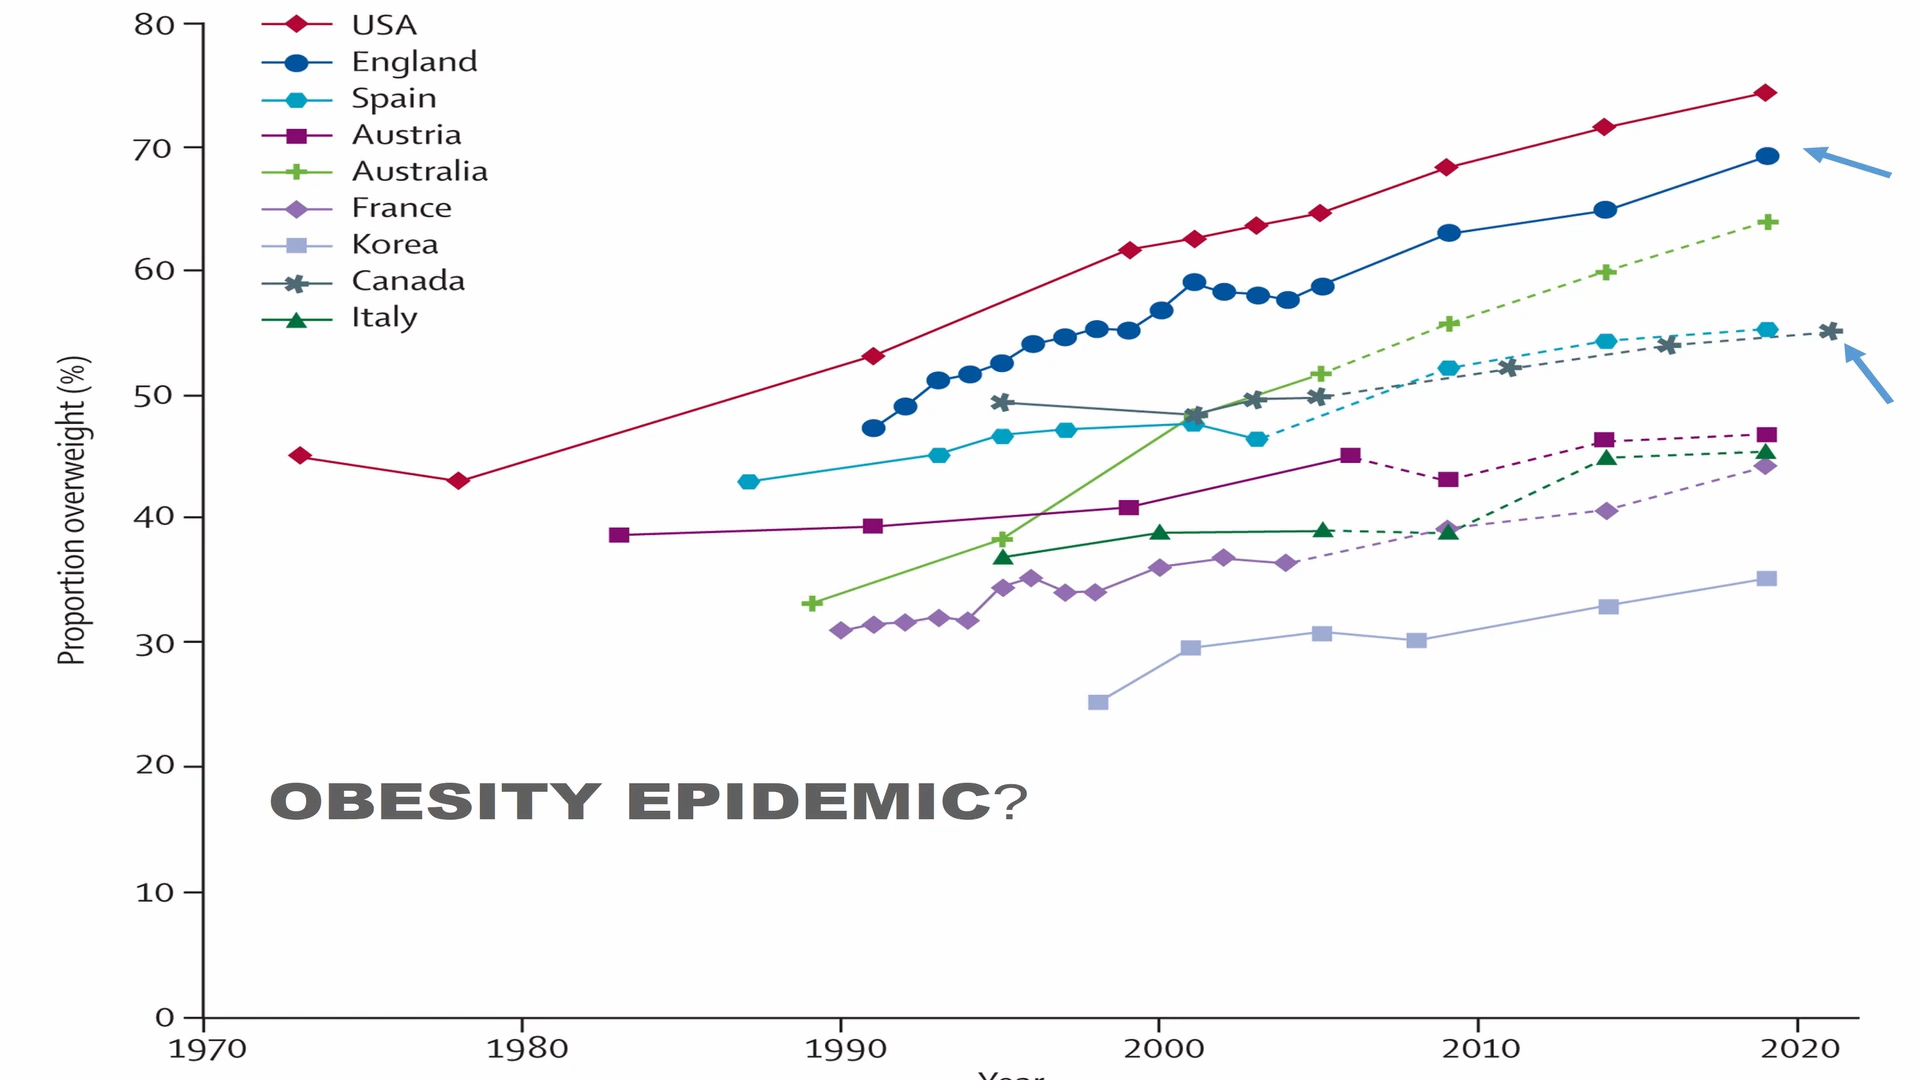 80
70
60
50
40
30
20
10
0
Proportion overweight (%)
USA
England
Spain
Austria
Australia
France
Korea
Canada
Italy
OBESITY EPIDEMIC?
1970 1980 1990 2000 2010 2020
Year